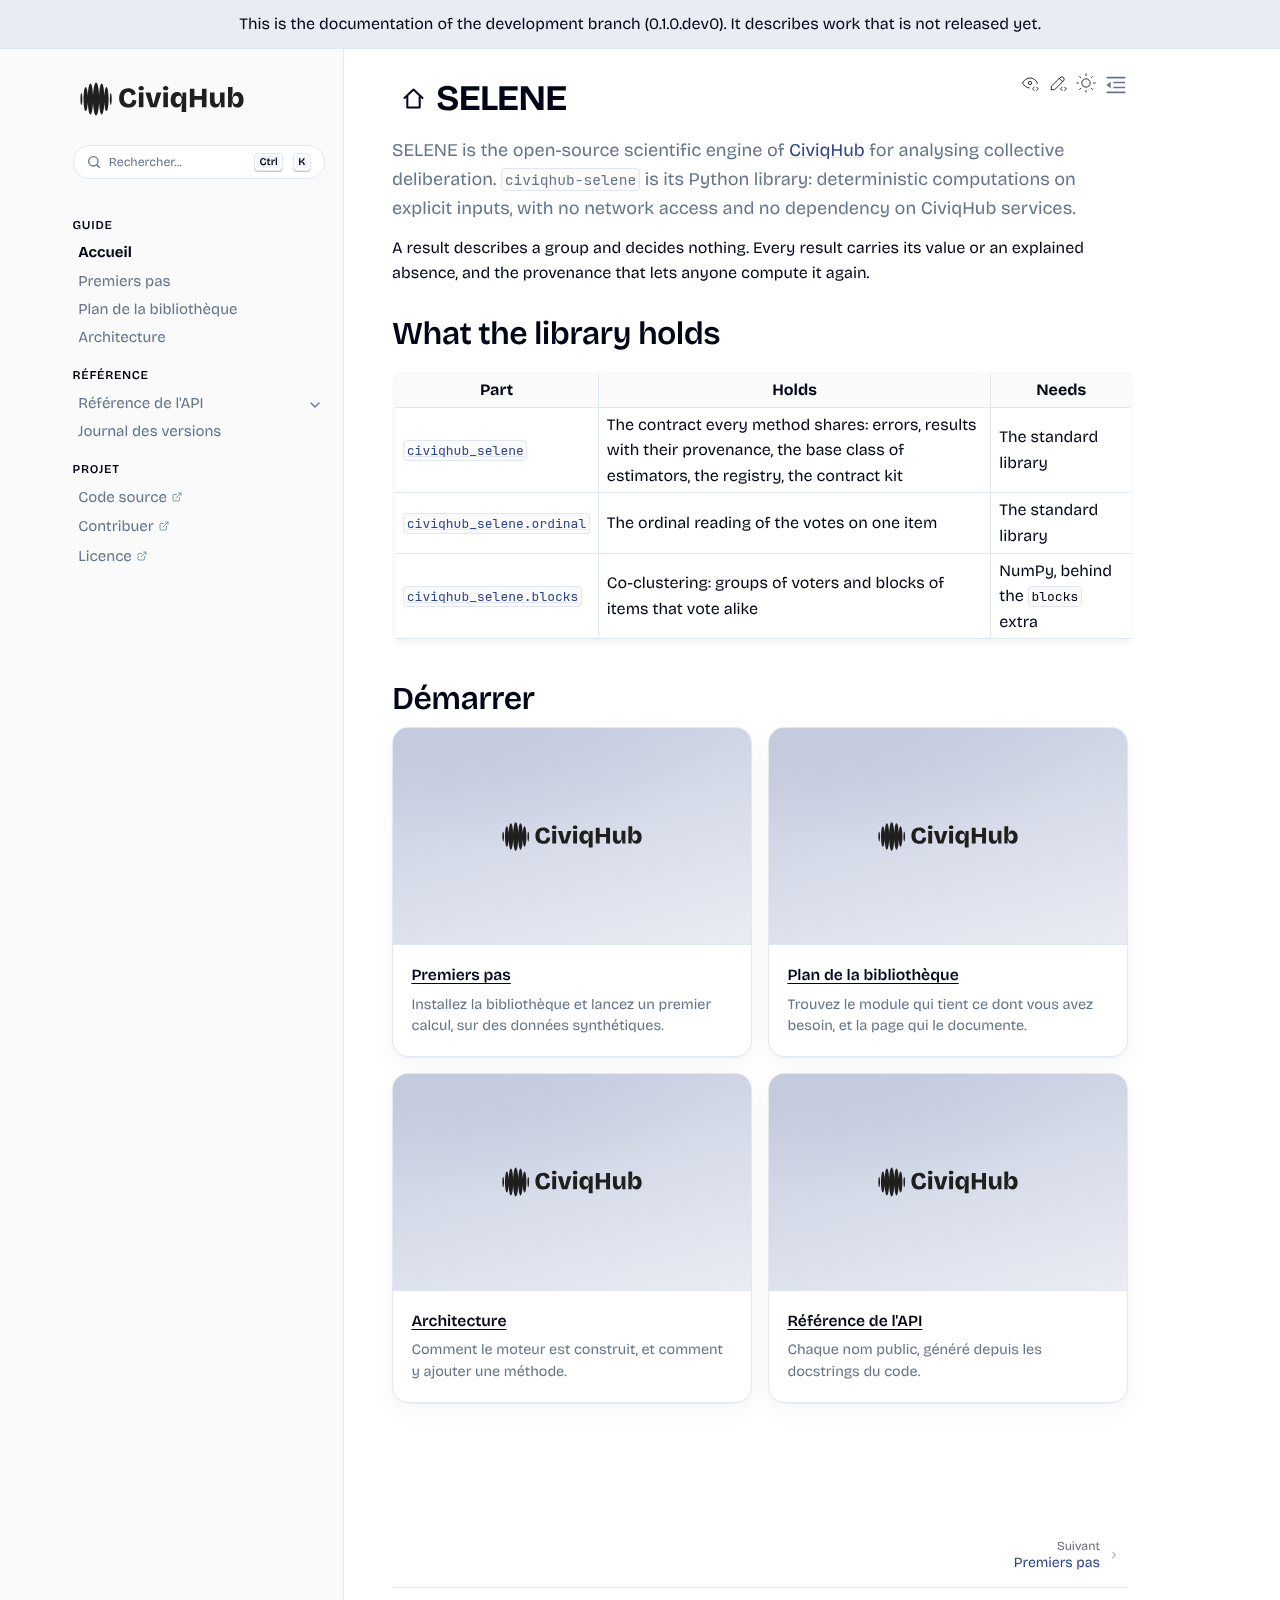 This is the documentation of the development branch (0.1.0.dev0). It describes work that is not released yet.
CiviqHub
Rechercher...
Ctrl
K
GUIDE
Accueil
Premiers pas
Plan de la bibliothèque
Architecture
RÉFÉRENCE
Référence de l'API
Journal des versions
PROJET
Code source
Contribuer
Licence
SELENE
SELENE is the open-source scientific engine of CiviqHub for analysing collective
deliberation. civiqhub-selene is its Python library: deterministic computations on
explicit inputs, with no network access and no dependency on CiviqHub services.
A result describes a group and decides nothing. Every result carries its value or an explained
absence, and the provenance that lets anyone compute it again.
What the library holds
Part
Holds
Needs
civiqhub_selene
The contract every method shares: errors, results
with their provenance, the base class of
estimators, the registry, the contract kit
The standard
library
civiqhub_selene.ordinal
The ordinal reading of the votes on one item
The standard
library
civiqhub_selene.blocks
Co-clustering: groups of voters and blocks of
items that vote alike
NumPy, behind
the blocks
extra
Démarrer
CiviqHub
Premiers pas
Installez la bibliothèque et lancez un premier
calcul, sur des données synthétiques.
CiviqHub
Plan de la bibliothèque
Trouvez le module qui tient ce dont vous avez
besoin, et la page qui le documente.
CiviqHub
Architecture
Comment le moteur est construit, et comment
y ajouter une méthode.
CiviqHub
Référence de l'API
Chaque nom public, généré depuis les
docstrings du code.
Suivant
Premiers pas